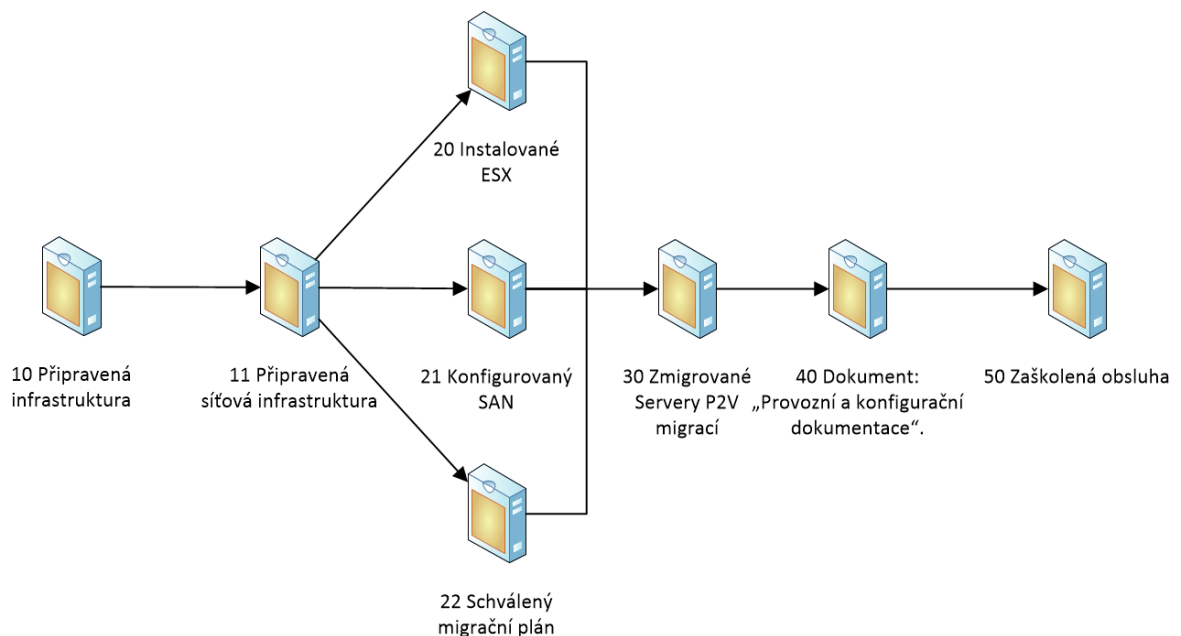 20 Instalované
ESX
10 Připravená
infrastruktura
11 Připravená
síťová infrastruktura
21 Konfigurovaný
SAN
30 Zmigrované
Servery P2V
migrací
40 Dokument:
„Provozní a konfigurační
dokumentace“.
50 Zaškolená obsluha
22 Schválený
migrační plán